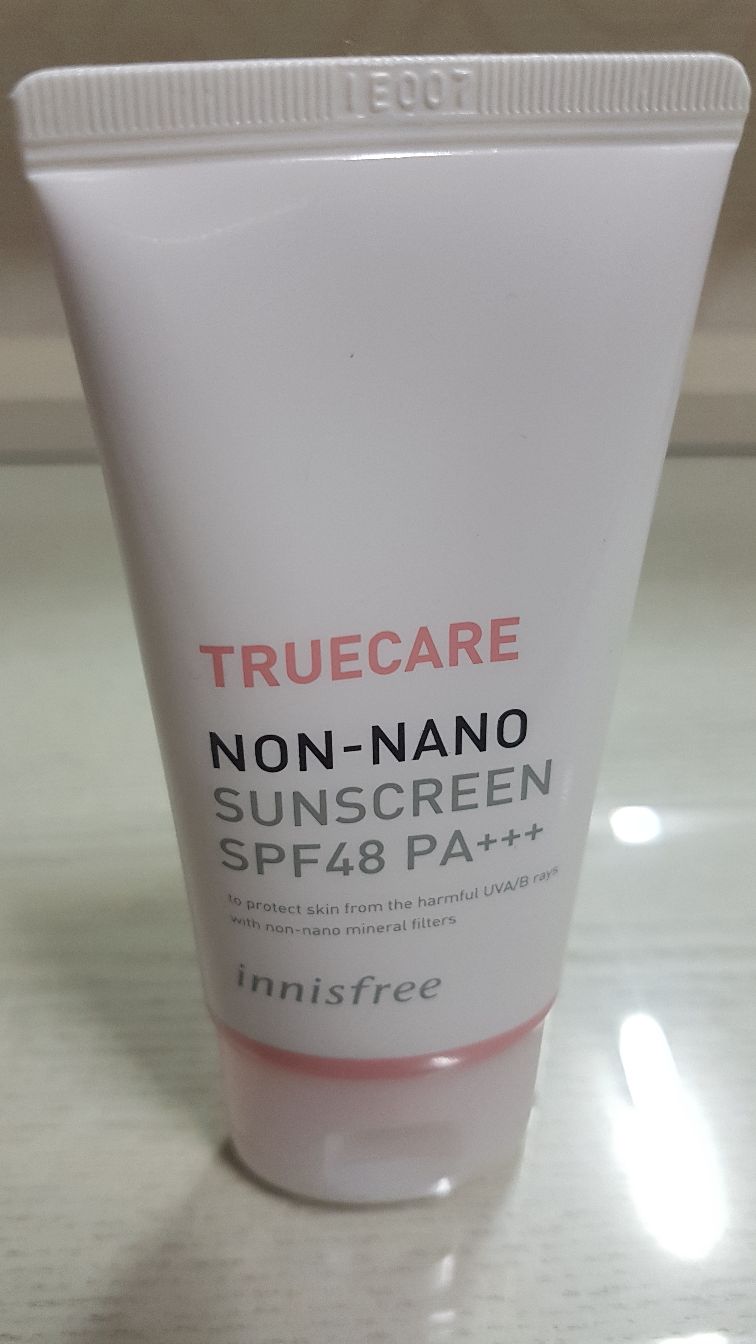 1E007
TRUECARE
NON-NANO
SUNSCREEN
SPF48 PA+++
to protect skin from the harmful UVA/B rays
with non-nano mineral filters
innisfree